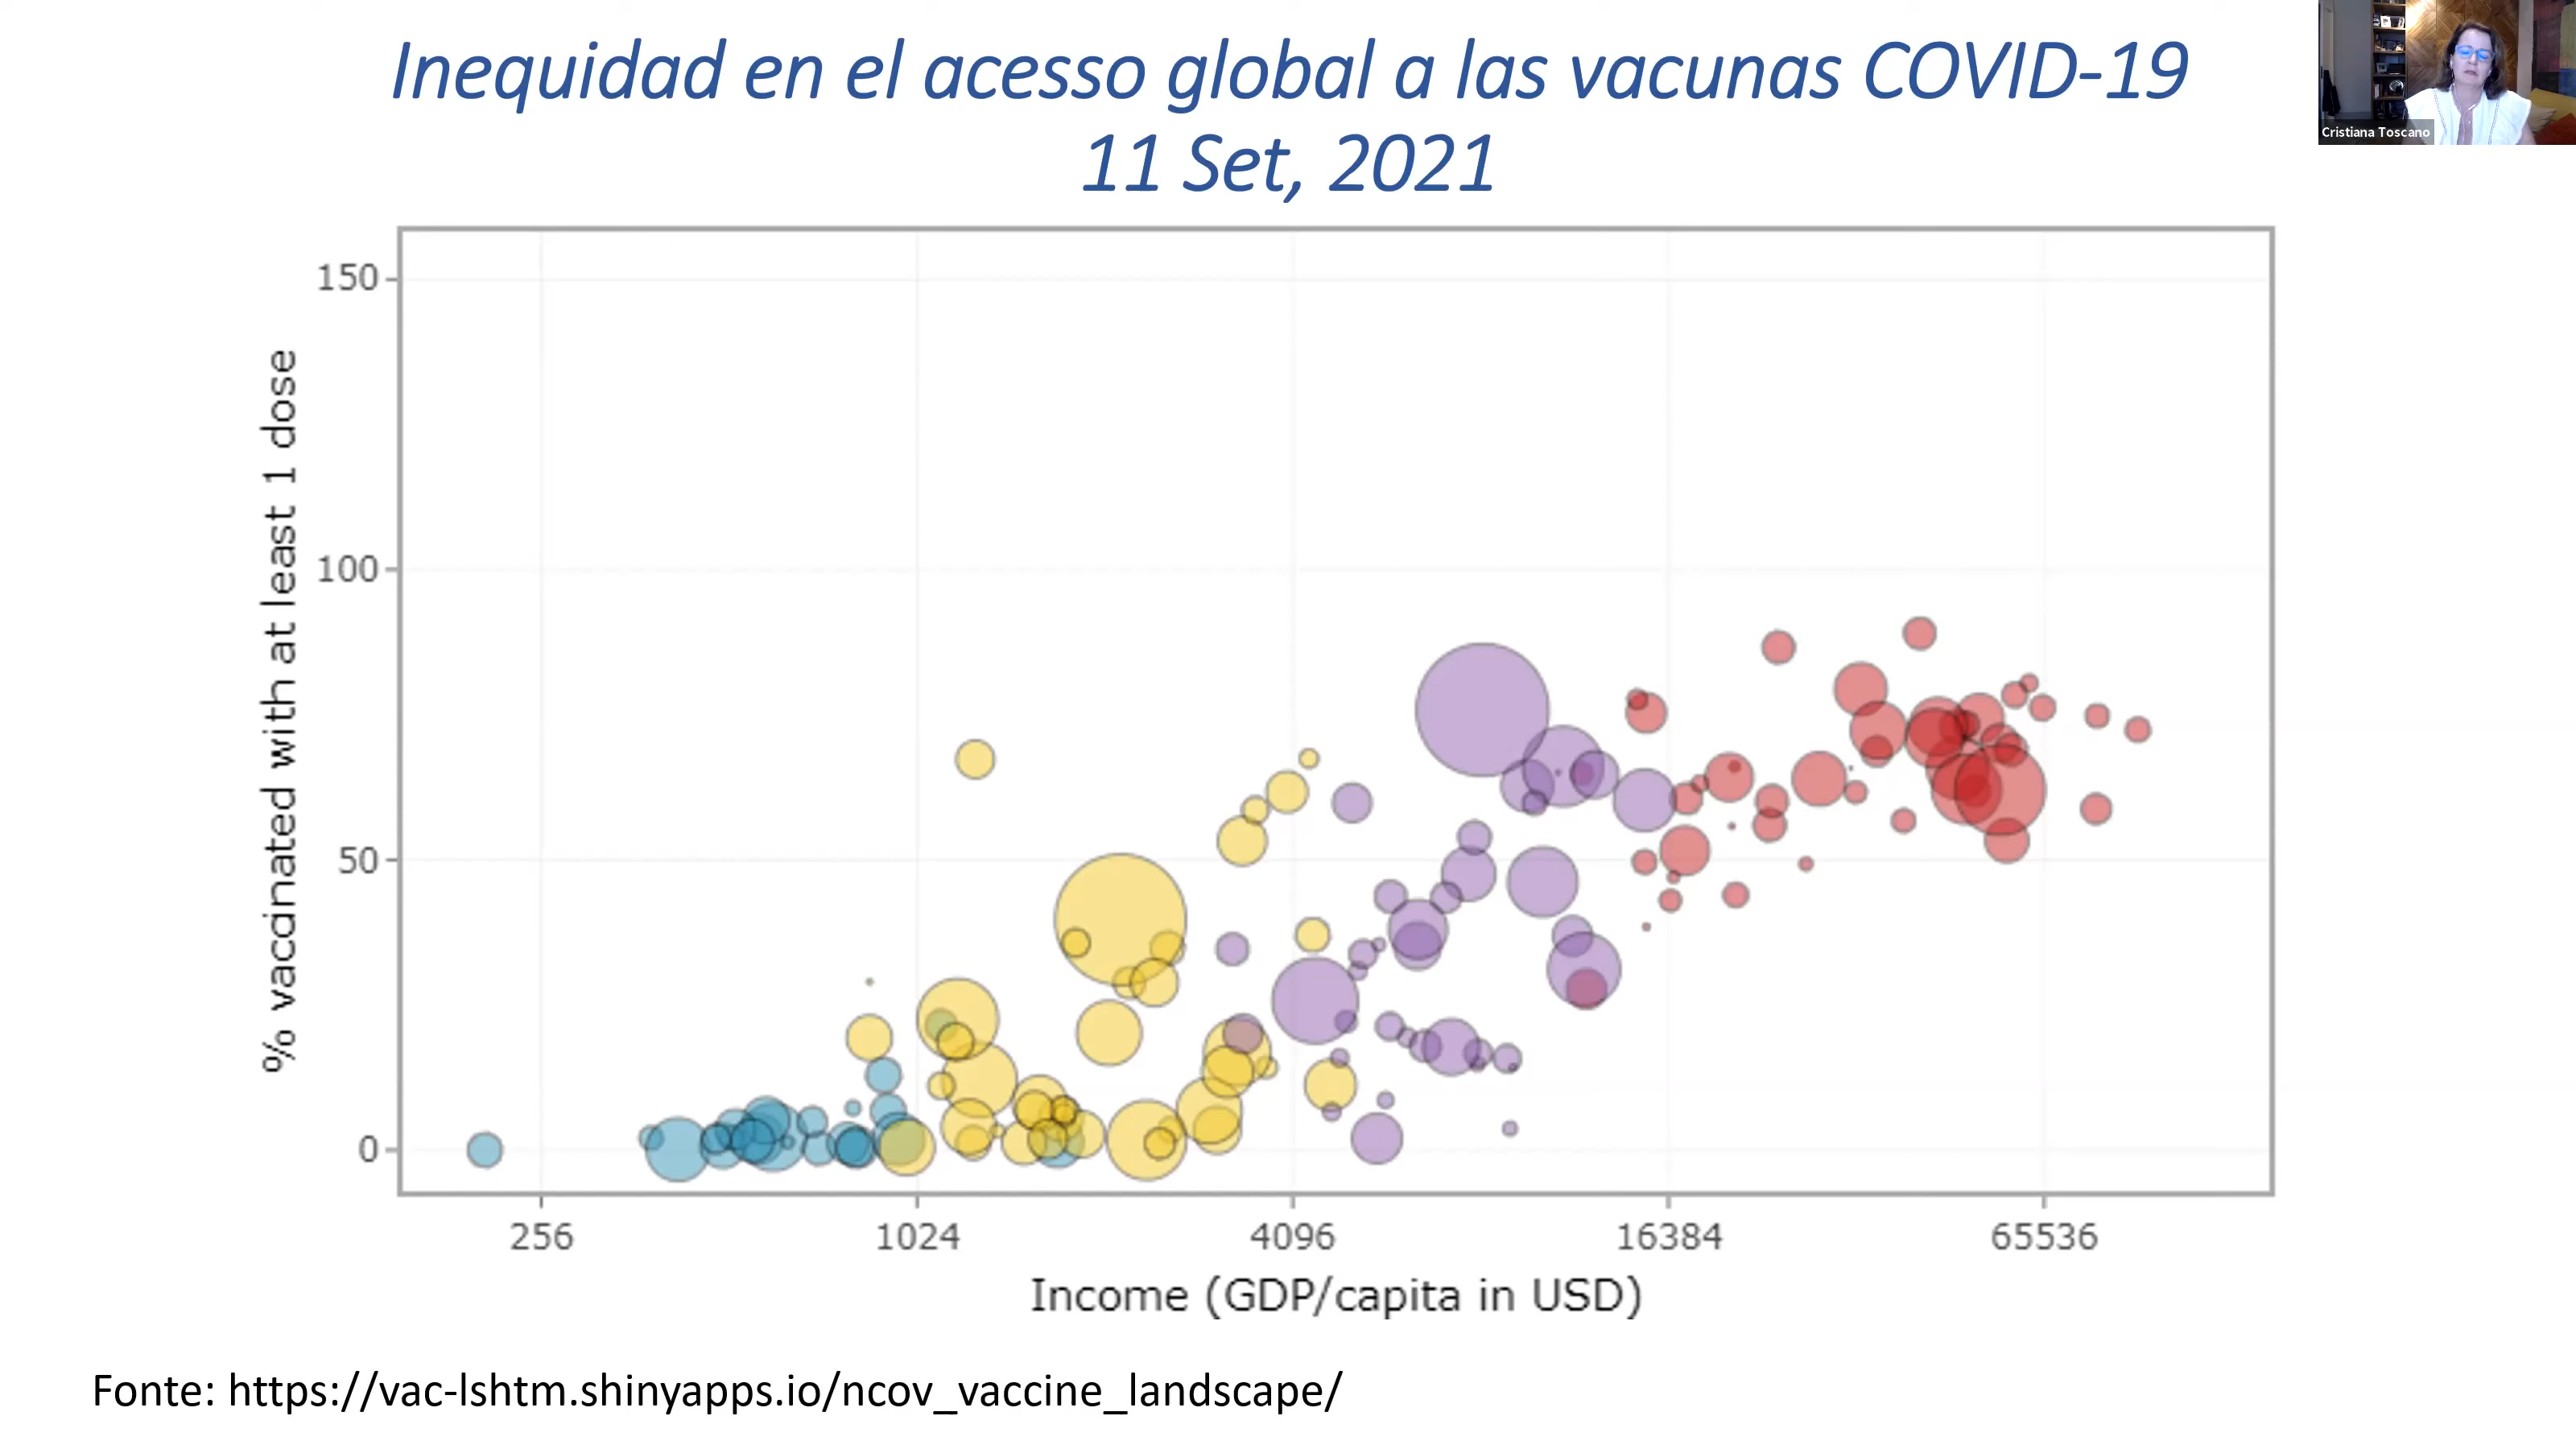 Inequidad en el acesso global a las vacunas COVID-19
11 Set, 2021
Cristiana Toscano
% vaccinated with at least 1 dose
150
100
50
0
256 1024 4096 16384 65536
Income (GDP/capita in USD)
Fonte: https://vac-lshtm.shinyapps.io/ncov_vaccine_landscape/